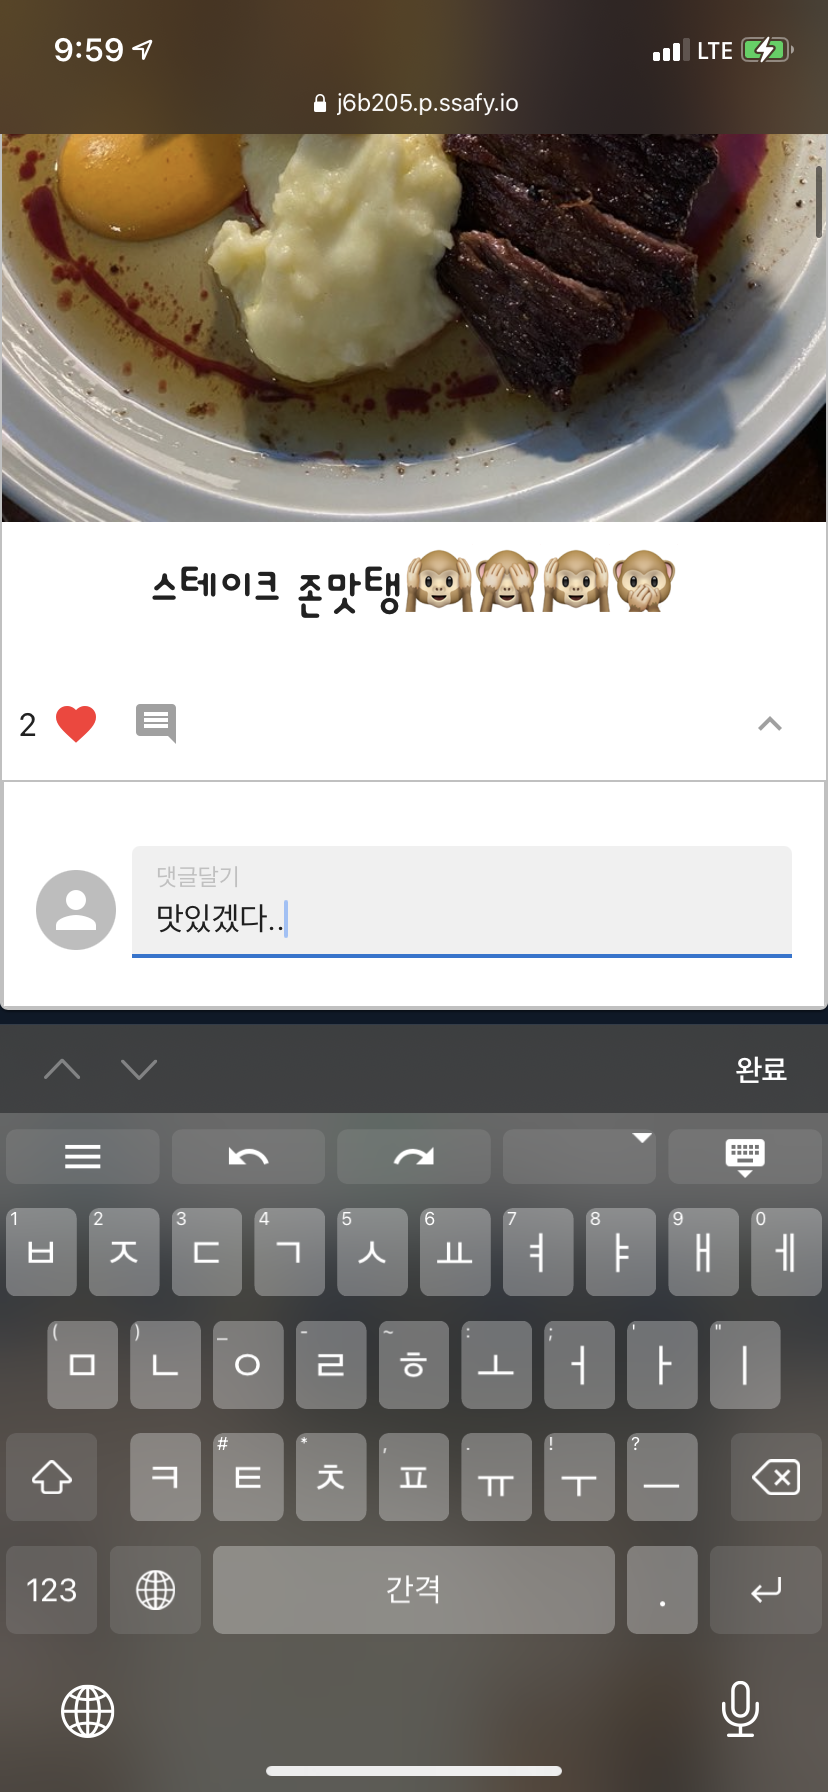 9:59
LTE
j6b205.p.ssafy.io
스테이크 존맛탱🙉🙈🙉🙊
2
댓글달기
맛있겠다..
완료
1 2 3 4 5 6 7 8 9 0
ㅂ ㅈ ㄷ ㄱ ㅅ ㅛ ㅕ ㅑ ㅐ ㅔ
( ) _ - ~ : ; ' "
ㅁ ㄴ ㅇ ㄹ ㅎ ㅗ ㅓ ㅏ ㅣ
# * , . ! ?
ㅋ ㅌ ㅊ ㅍ ㅠ ㅜ ㅡ
123 간격 .